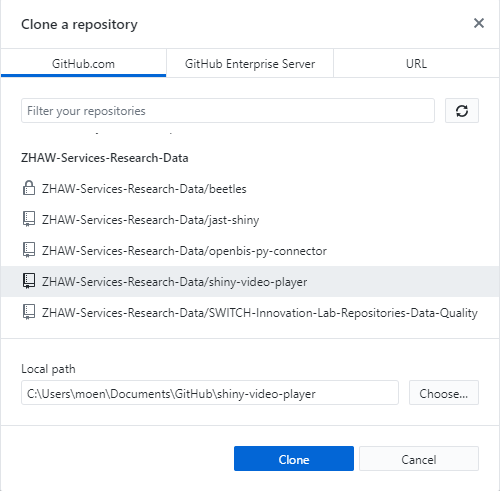 Clone a repository
GitHub.com
GitHub Enterprise Server
URL
Filter your repositories
ZHAW-Services-Research-Data
ZHAW-Services-Research-Data/beetles
ZHAW-Services-Research-Data/jast-shiny
ZHAW-Services-Research-Data/openbis-py-connector
ZHAW-Services-Research-Data/shiny-video-player
ZHAW-Services-Research-Data/SWITCH-Innovation-Lab-Repositories-Data-Quality
Local path
C:\Users\moen\Documents\GitHub\shiny-video-player
Choose...
Clone
Cancel